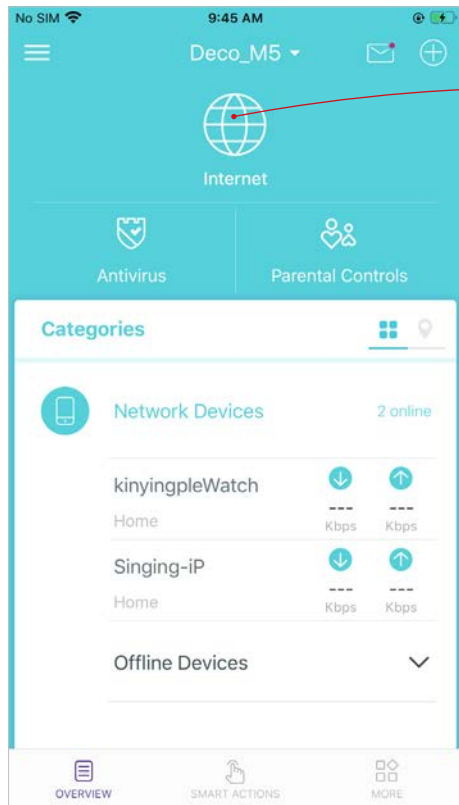 No SIM 9:45 AM
Deco_M5
Internet
Antivirus Parental Controls
Categories
Network Devices 2 online
kinyingpleWatch
Home
--- Kbps --- Kbps
Singing-iP
Home
--- Kbps --- Kbps
Offline Devices
OVERVIEW SMART ACTIONS MORE